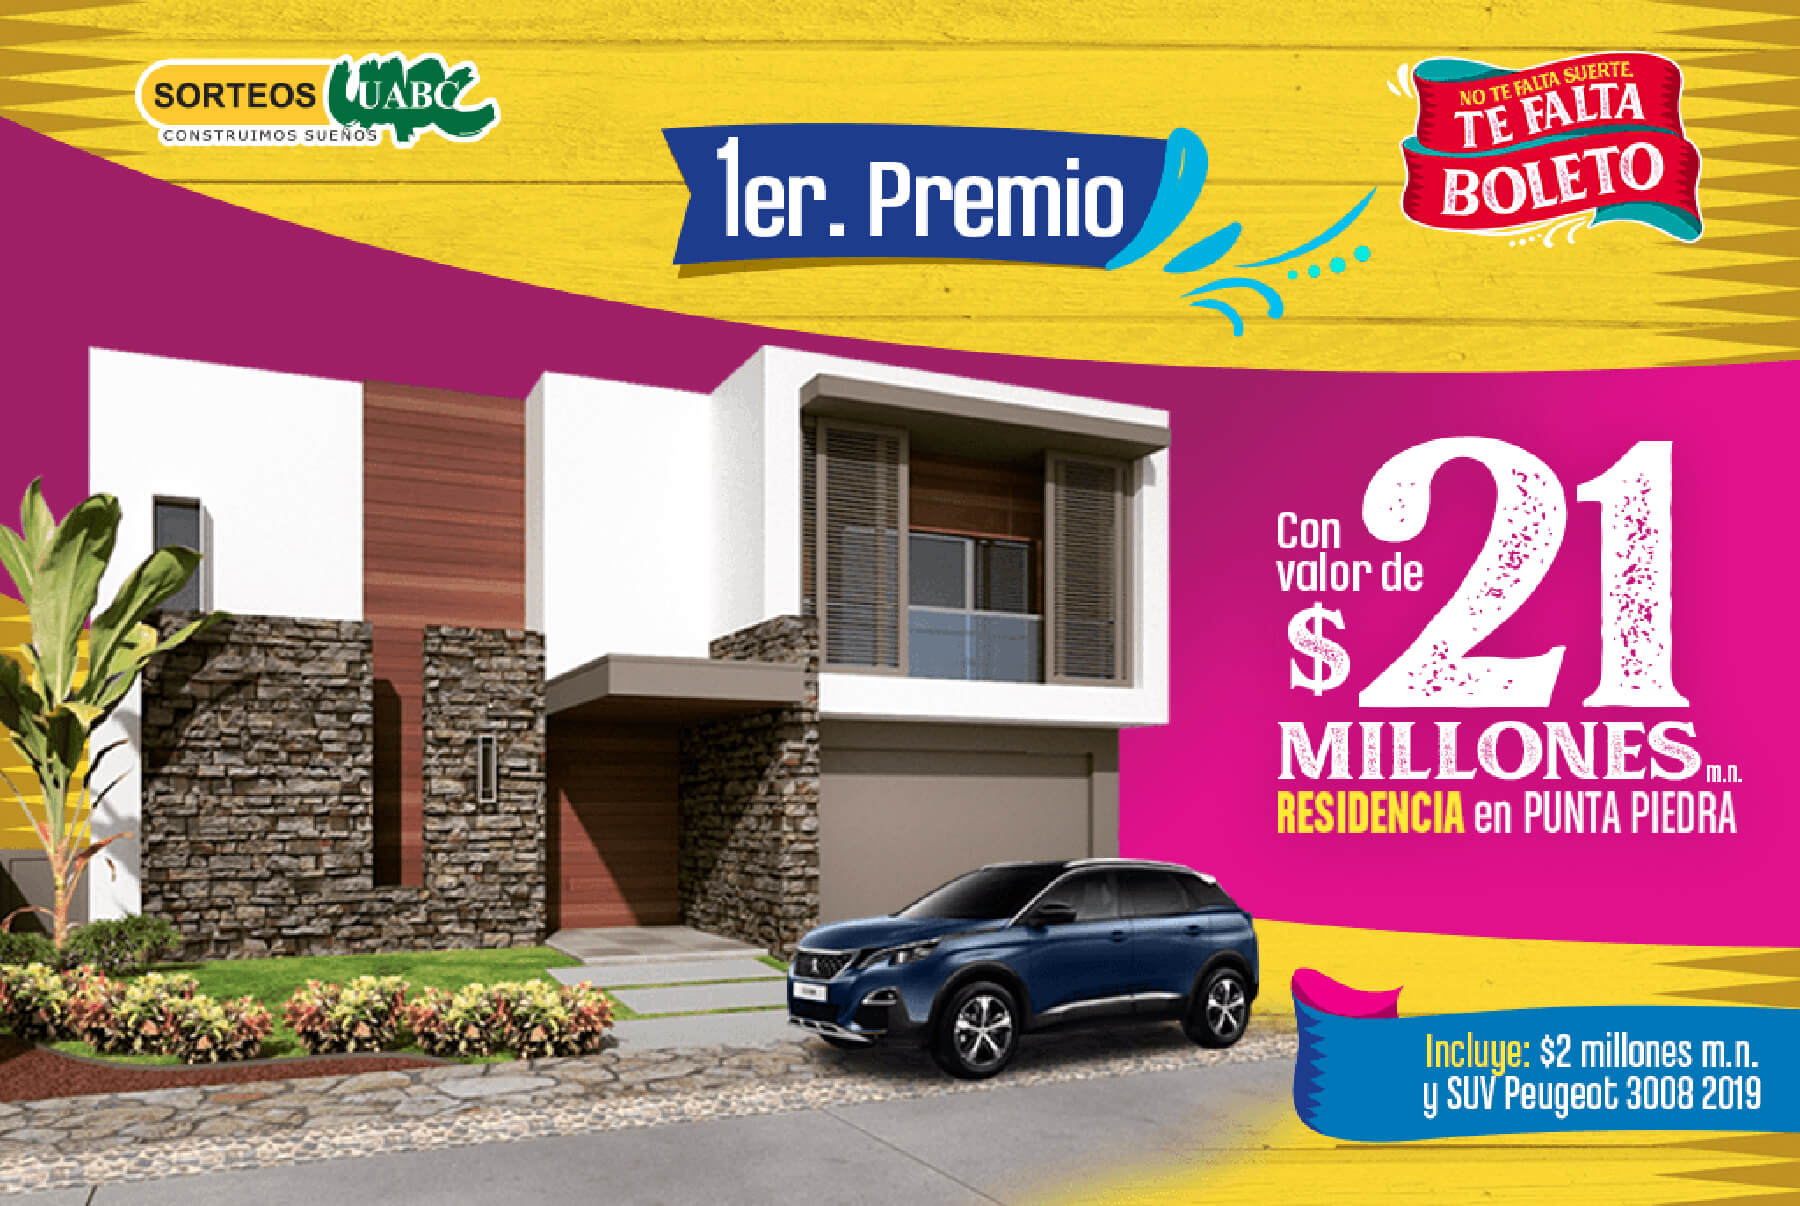 SORTEOS UABC
CONSTRUIMOS SUEÑOS
1er. Premio
NO TE FALTA SUERTE
TE FALTA
BOLETO
Con
valor de
$21
MILLONES m.n.
RESIDENCIA en PUNTA PIEDRA
Incluye: $2 millones m.n.
y SUV Peugeot 3008 2019